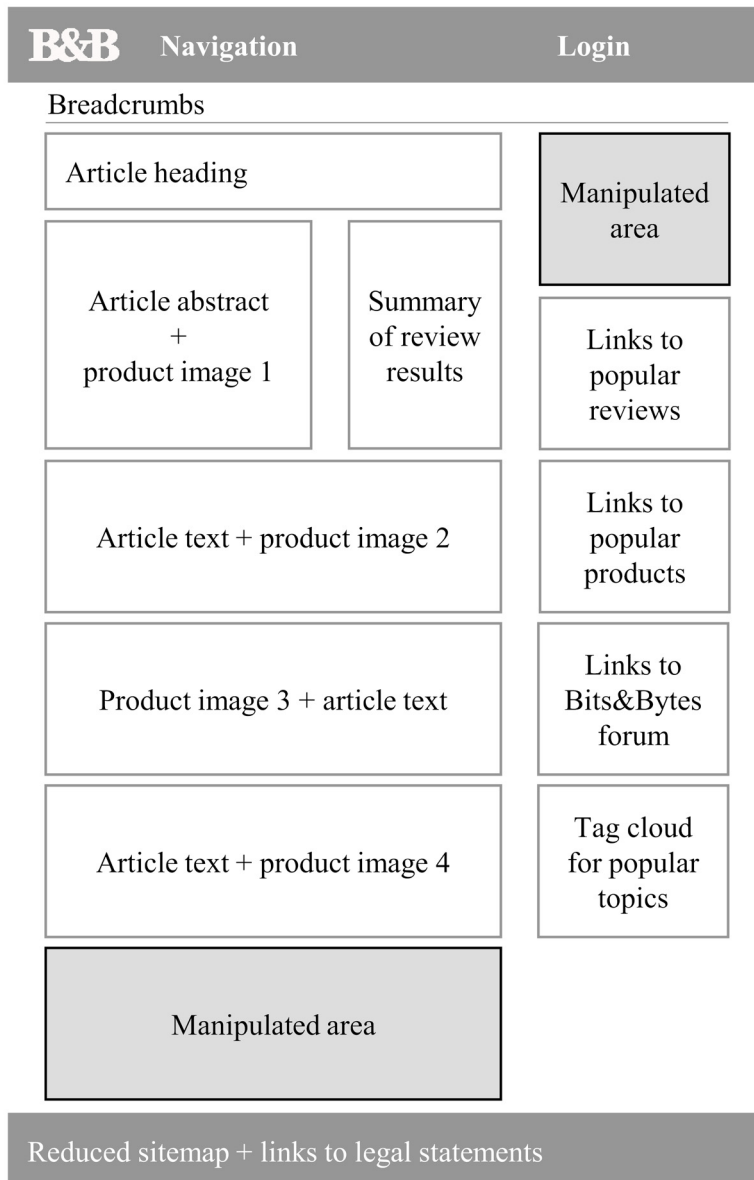 B&B Navigation Login
Breadcrumbs
Article heading
Article abstract
+
product image 1
Summary
of review
results
Article text + product image 2
Product image 3 + article text
Article text + product image 4
Manipulated area
Manipulated
area
Links to
popular
reviews
Links to
popular
products
Links to
Bits&Bytes
forum
Tag cloud
for popular
topics
Reduced sitemap + links to legal statements